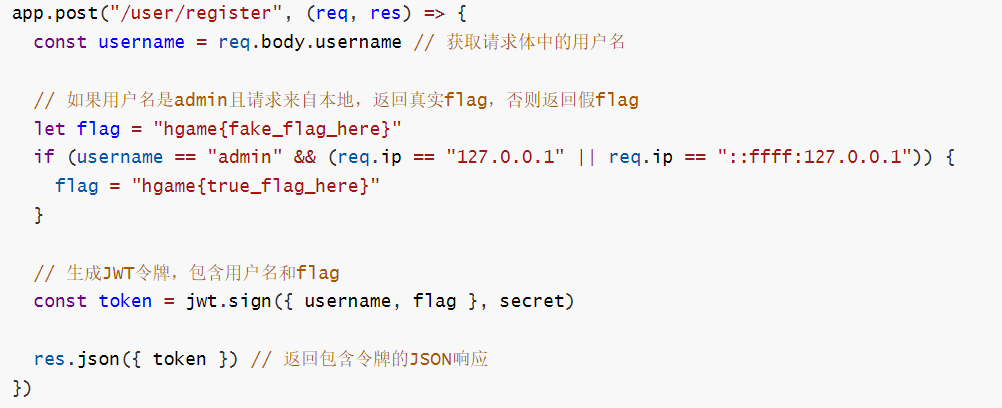 app.post("/user/register", (req, res) => {
  const username = req.body.username // 获取请求体中的用户名

  // 如果用户名是admin且请求来自本地，返回真实flag，否则返回假flag
  let flag = "hgame{fake_flag_here}"
  if (username == "admin" && (req.ip == "127.0.0.1" || req.ip == "::ffff:127.0.0.1")) {
    flag = "hgame{true_flag_here}"
  }

  // 生成JWT令牌，包含用户名和flag
  const token = jwt.sign({ username, flag }, secret)

  res.json({ token }) // 返回包含令牌的JSON响应
})